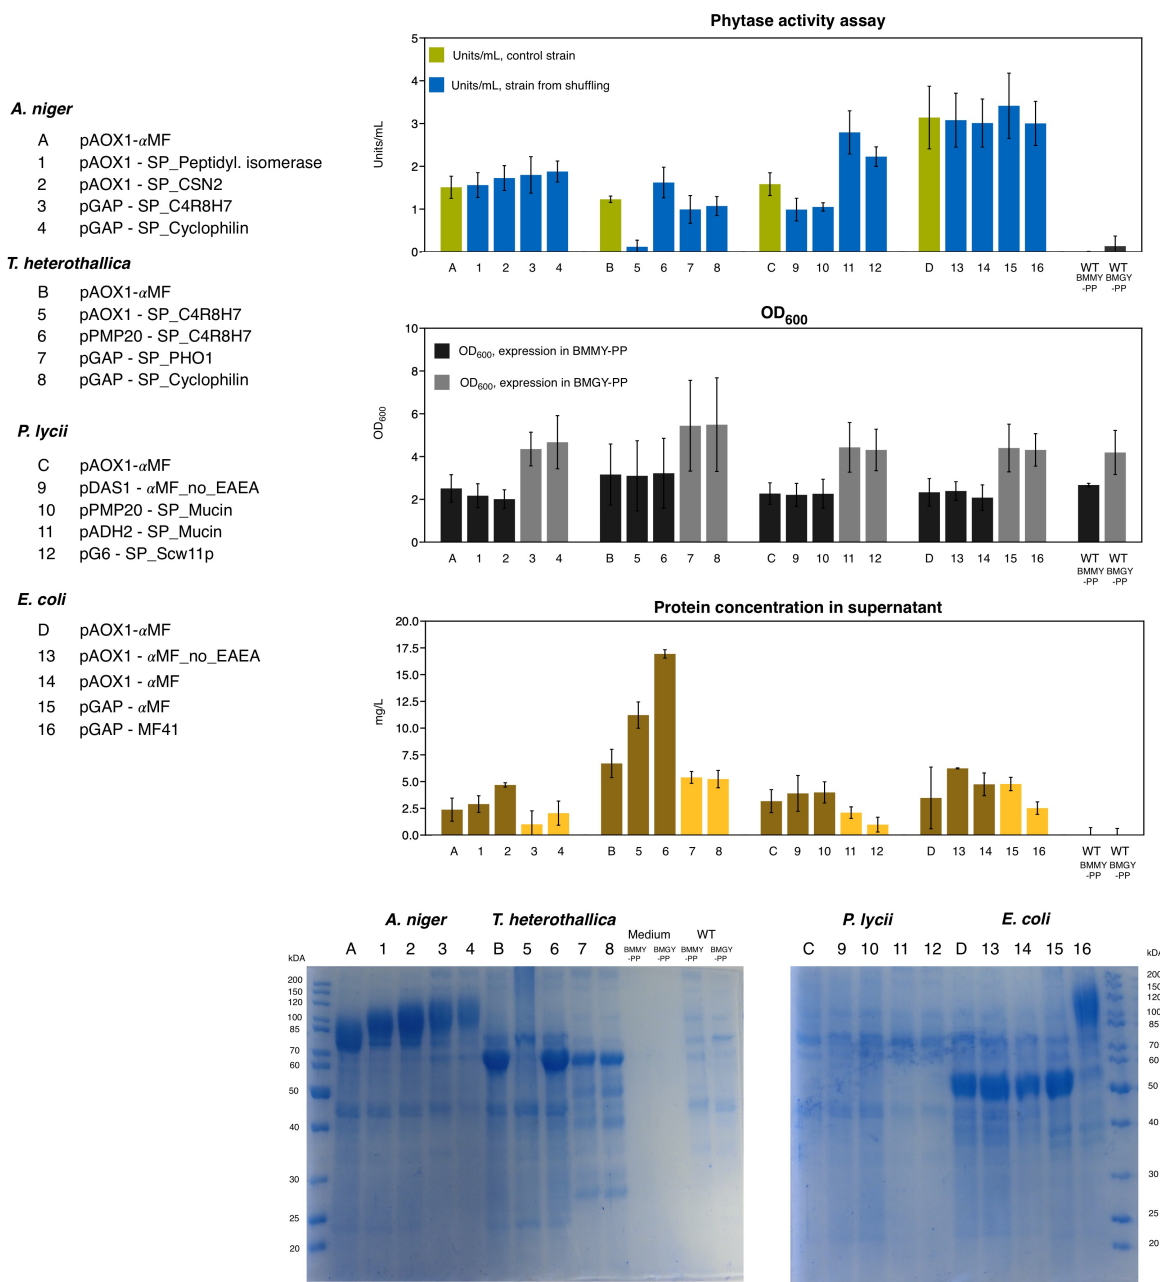 Phytase activity assay
5
4
3
2
1
0
Units/mL
Units/mL, control strain
Units/mL, strain from shuffling
A 1 2 3 4 B 5 6 7 8 C 9 10 11 12 D 13 14 15 16 WT WT
BMMY BMGY
-PP -PP
A. niger
A pAOX1-αMF
1 pAOX1 - SP_Peptidyl. isomerase
2 pAOX1 - SP_CSN2
3 pGAP - SP_C4R8H7
4 pGAP - SP_Cyclophilin
T. heterothallica
B pAOX1-αMF
5 pAOX1 - SP_C4R8H7
6 pPMP20 - SP_C4R8H7
7 pGAP - SP_PHO1
8 pGAP - SP_Cyclophilin
P. lycii
C pAOX1-αMF
9 pDAS1 - αMF_no_EAEA
10 pPMP20 - SP_Mucin
11 pADH2 - SP_Mucin
12 pG6 - SP_Scw11p
E. coli
D pAOX1-αMF
13 pAOX1 - αMF_no_EAEA
14 pAOX1 - αMF
15 pGAP - αMF
16 pGAP - MF41
OD600
10
8
6
4
2
0
OD600
OD600, expression in BMMY-PP
OD600, expression in BMGY-PP
A 1 2 3 4 B 5 6 7 8 C 9 10 11 12 D 13 14 15 16 WT WT
BMMY BMGY
-PP -PP
Protein concentration in supernatant
20.0
17.5
15.0
12.5
10.0
7.5
5.0
2.5
0.0
mg/L
A 1 2 3 4 B 5 6 7 8 C 9 10 11 12 D 13 14 15 16 WT WT
BMMY BMGY
-PP -PP
A. niger T. heterothallica
Medium WT
A 1 2 3 4 B 5 6 7 8 BMMY BMGY BMMY BMGY
-PP -PP -PP -PP
kDA
200
150
120
100
85
70
60
50
40
30
25
20
P. lycii E. coli
C 9 10 11 12 D 13 14 15 16
kDA
200
150
120
100
85
70
60
50
40
30
25
20